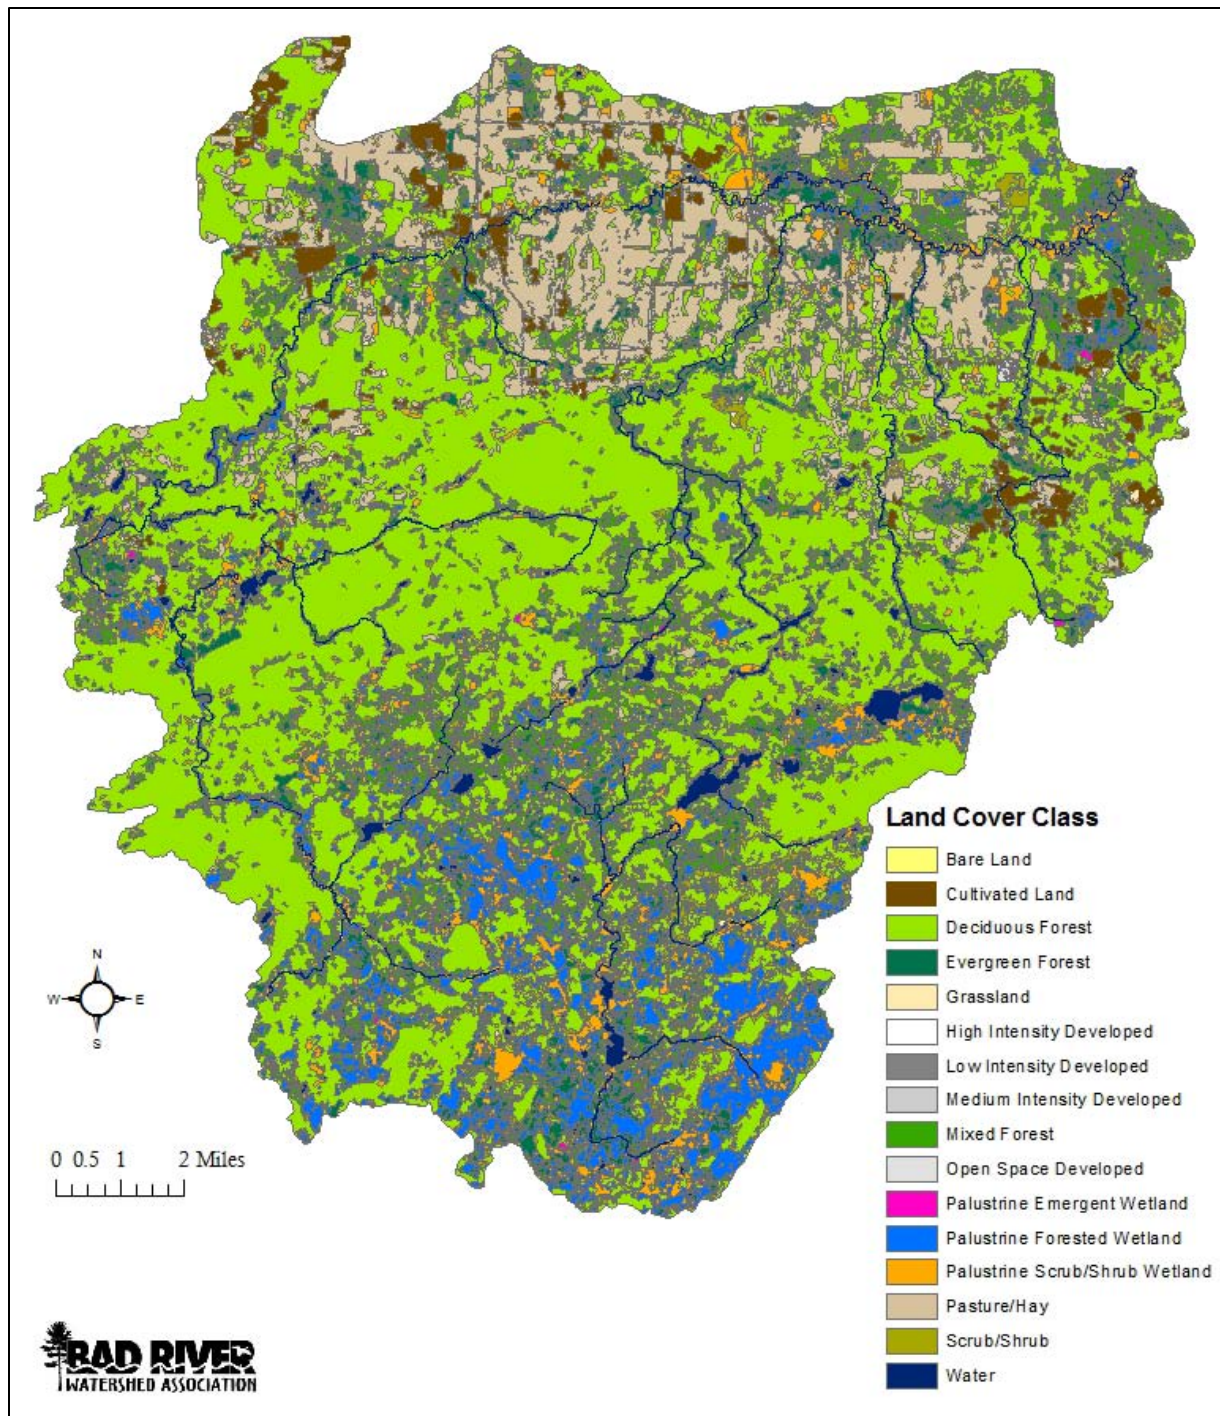 Land Cover Class
Bare Land
Cultivated Land
Deciduous Forest
Evergreen Forest
Grassland
High Intensity Developed
Low Intensity Developed
Medium Intensity Developed
Mixed Forest
Open Space Developed
Palustrine Emergent Wetland
Palustrine Forested Wetland
Palustrine Scrub/Shrub Wetland
Pasture/Hay
Scrub/Shrub
Water
N
W E
S
0 0.5 1 2 Miles
BAD RIVER
WATERSHED ASSOCIATION